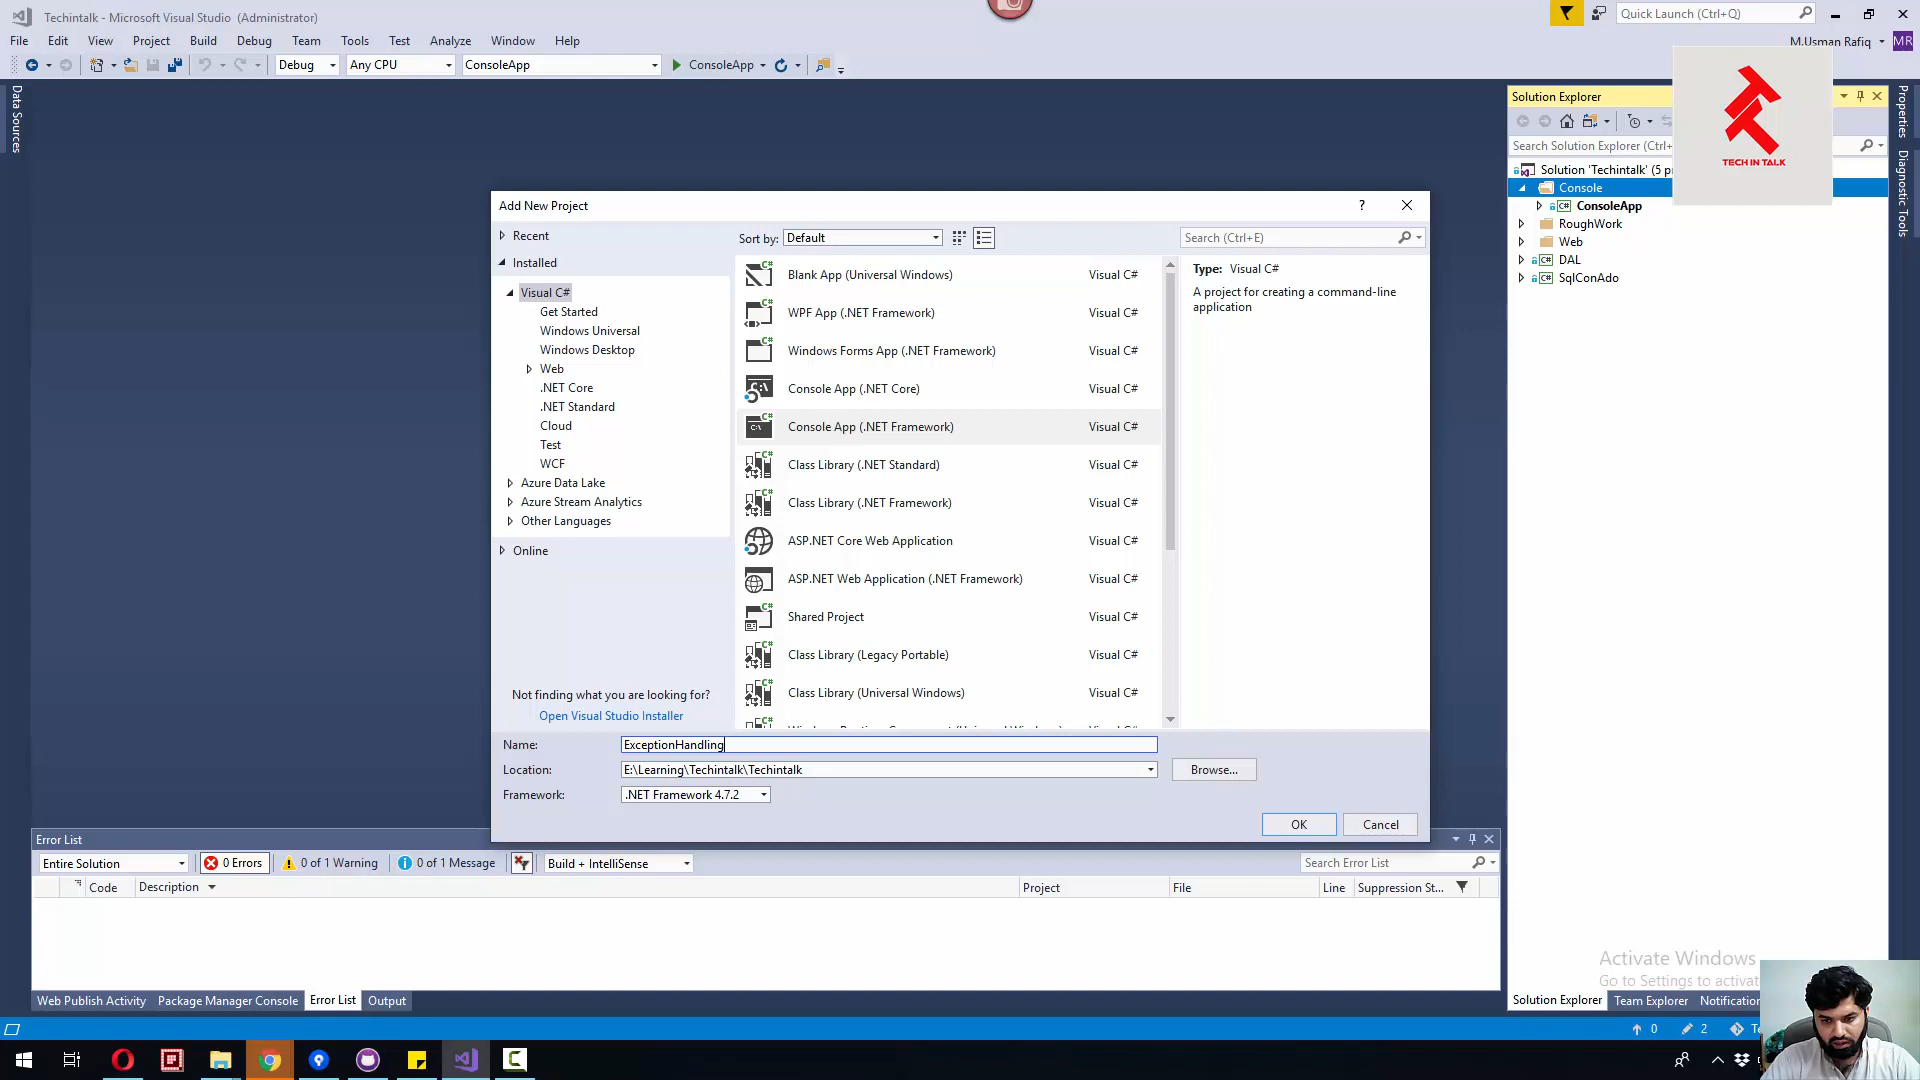 Techintalk - Microsoft Visual Studio (Administrator)
Quick Launch (Ctrl+Q)
File Edit View Project Build Debug Team Tools Test Analyze Window Help
M.Usman Rafiq MR
Debug Any CPU ConsoleApp ConsoleApp
Data Sources
Properties
Diagnostic Tools
Solution Explorer
Search Solution Explorer (Ctrl+
TECH IN TALK
Solution 'Techintalk' (5 p
Console
C# ConsoleApp
RoughWork
Web
C# DAL
C# SqlConAdo
Add New Project
? 
Recent
Installed
Visual C#
Get Started
Windows Universal
Windows Desktop
Web
.NET Core
.NET Standard
Cloud
Test
WCF
Azure Data Lake
Azure Stream Analytics
Other Languages
Online
Not finding what you are looking for?
Open Visual Studio Installer
Sort by: Default
Search (Ctrl+E)
Blank App (Universal Windows) Visual C#
WPF App (.NET Framework) Visual C#
Windows Forms App (.NET Framework) Visual C#
Console App (.NET Core) Visual C#
Console App (.NET Framework) Visual C#
Class Library (.NET Standard) Visual C#
Class Library (.NET Framework) Visual C#
ASP.NET Core Web Application Visual C#
ASP.NET Web Application (.NET Framework) Visual C#
Shared Project Visual C#
Class Library (Legacy Portable) Visual C#
Class Library (Universal Windows) Visual C#
Type: Visual C#
A project for creating a command-line
application
Name: ExceptionHandling
Location: E:\Learning\Techintalk\Techintalk Browse...
Framework: .NET Framework 4.7.2
OK Cancel
Error List
Entire Solution 0 Errors 0 of 1 Warning 0 of 1 Message Build + IntelliSense Search Error List
Code Description Project File Line Suppression St...
Activate Windows
Go to Settings to activat
Web Publish Activity Package Manager Console Error List Output
Solution Explorer Team Explorer Notification
0 2 Te